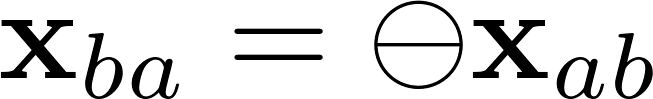 𝐱_{ba} = ⊖𝐱_{ab}